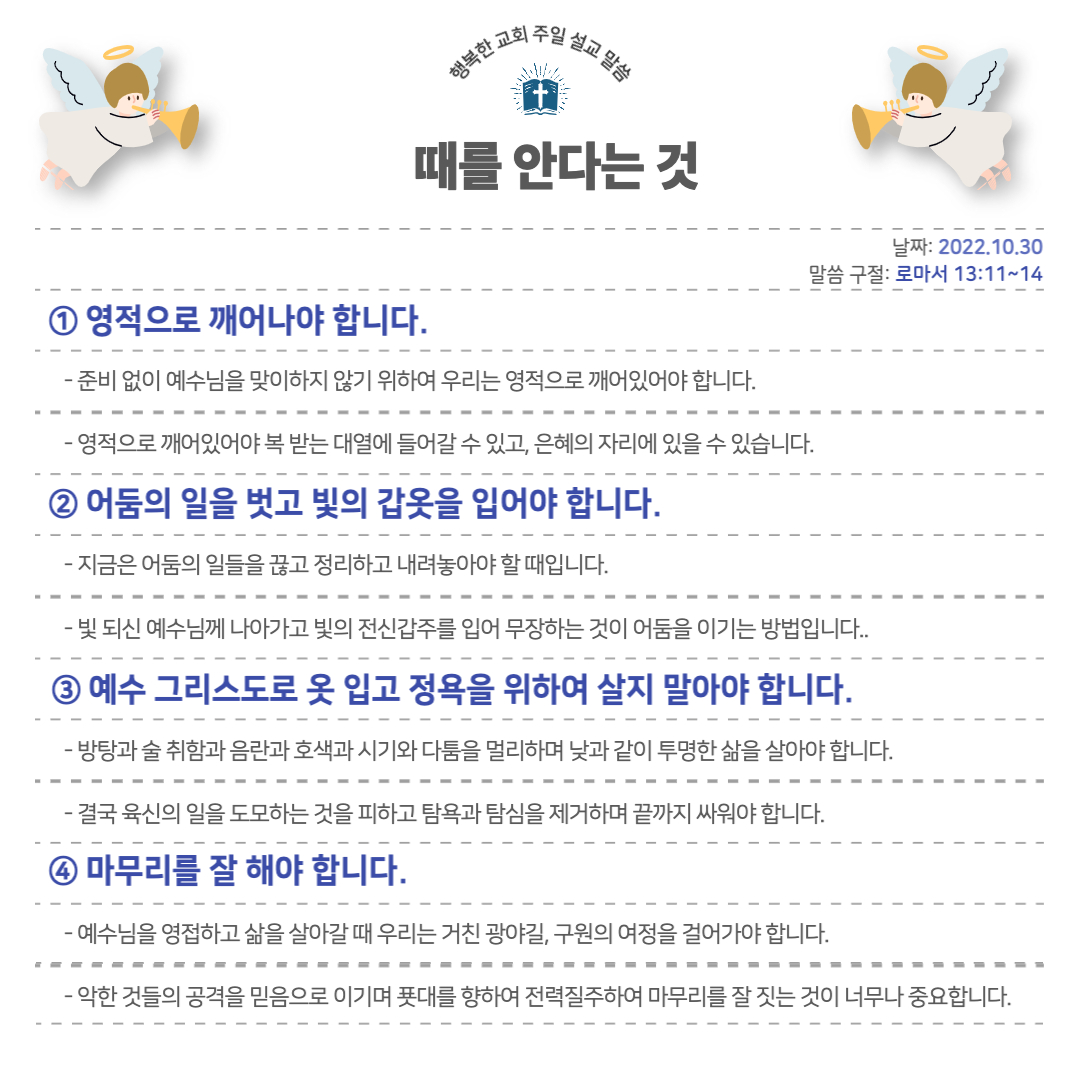 행복한 교회 주일 설교 말씀
때를 안다는 것
날짜: 2022.10.30
말씀 구절: 로마서 13:11~14
① 영적으로 깨어나야 합니다.
- 준비 없이 예수님을 맞이하지 않기 위하여 우리는 영적으로 깨어있어야 합니다.
- 영적으로 깨어있어야 복 받는 대열에 들어갈 수 있고, 은혜의 자리에 있을 수 있습니다.
② 어둠의 일을 벗고 빛의 갑옷을 입어야 합니다.
- 지금은 어둠의 일들을 끊고 정리하고 내려놓아야 할 때입니다.
- 빛 되신 예수님께 나아가고 빛의 전신갑주를 입어 무장하는 것이 어둠을 이기는 방법입니다..
③ 예수 그리스도로 옷 입고 정욕을 위하여 살지 말아야 합니다.
- 방탕과 술 취함과 음란과 호색과 시기와 다툼을 멀리하며 낮과 같이 투명한 삶을 살아야 합니다.
- 결국 육신의 일을 도모하는 것을 피하고 탐욕과 탐심을 제거하며 끝까지 싸워야 합니다.
④ 마무리를 잘 해야 합니다.
- 예수님을 영접하고 삶을 살아갈 때 우리는 거친 광야길, 구원의 여정을 걸어가야 합니다.
- 악한 것들의 공격을 믿음으로 이기며 푯대를 향하여 전력질주하여 마무리를 잘 짓는 것이 너무나 중요합니다.